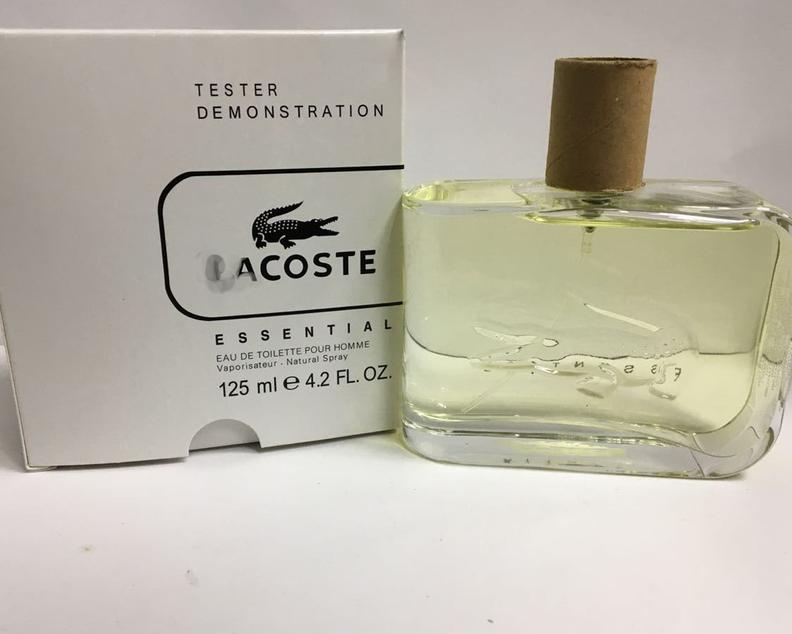 TESTER
DEMONSTRATION
LACOSTE
ESSENTIAL
EAU DE TOILETTE POUR HOMME
Vaporisateur . Natural Spray
125 ml e 4.2 FL. OZ.